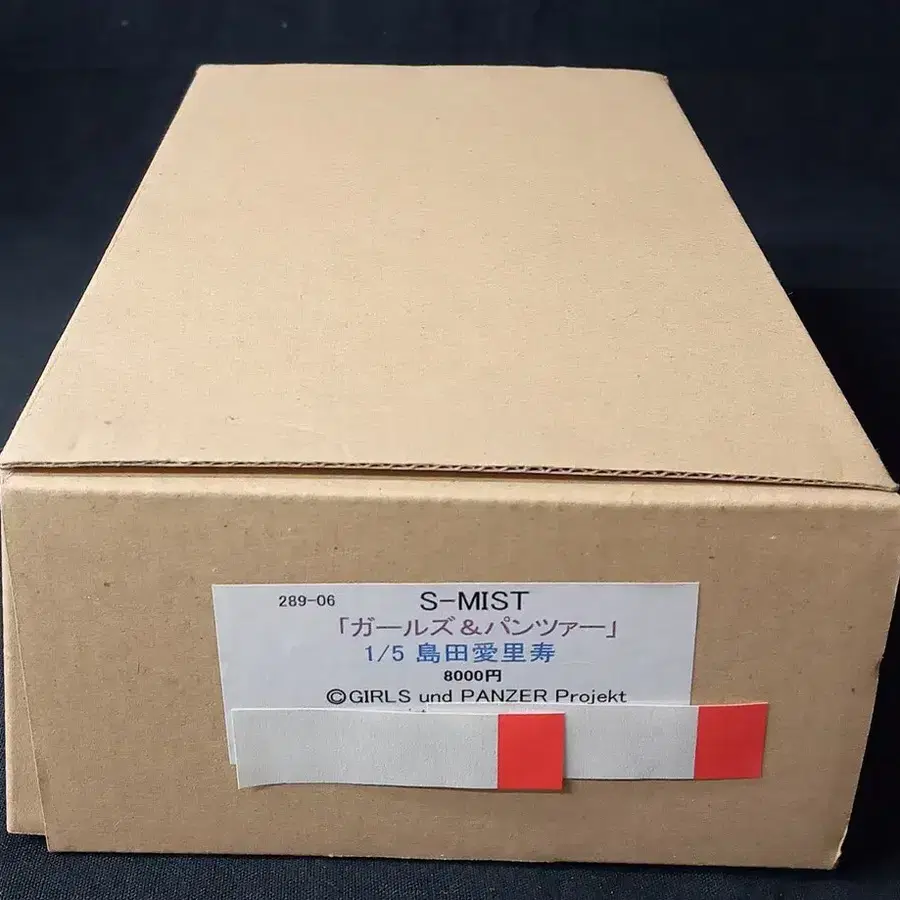 289-06 S-MIST
「ガールズ&パンツァー」
1/5 島田愛里寿
8000円
©GIRLS und PANZER Projekt